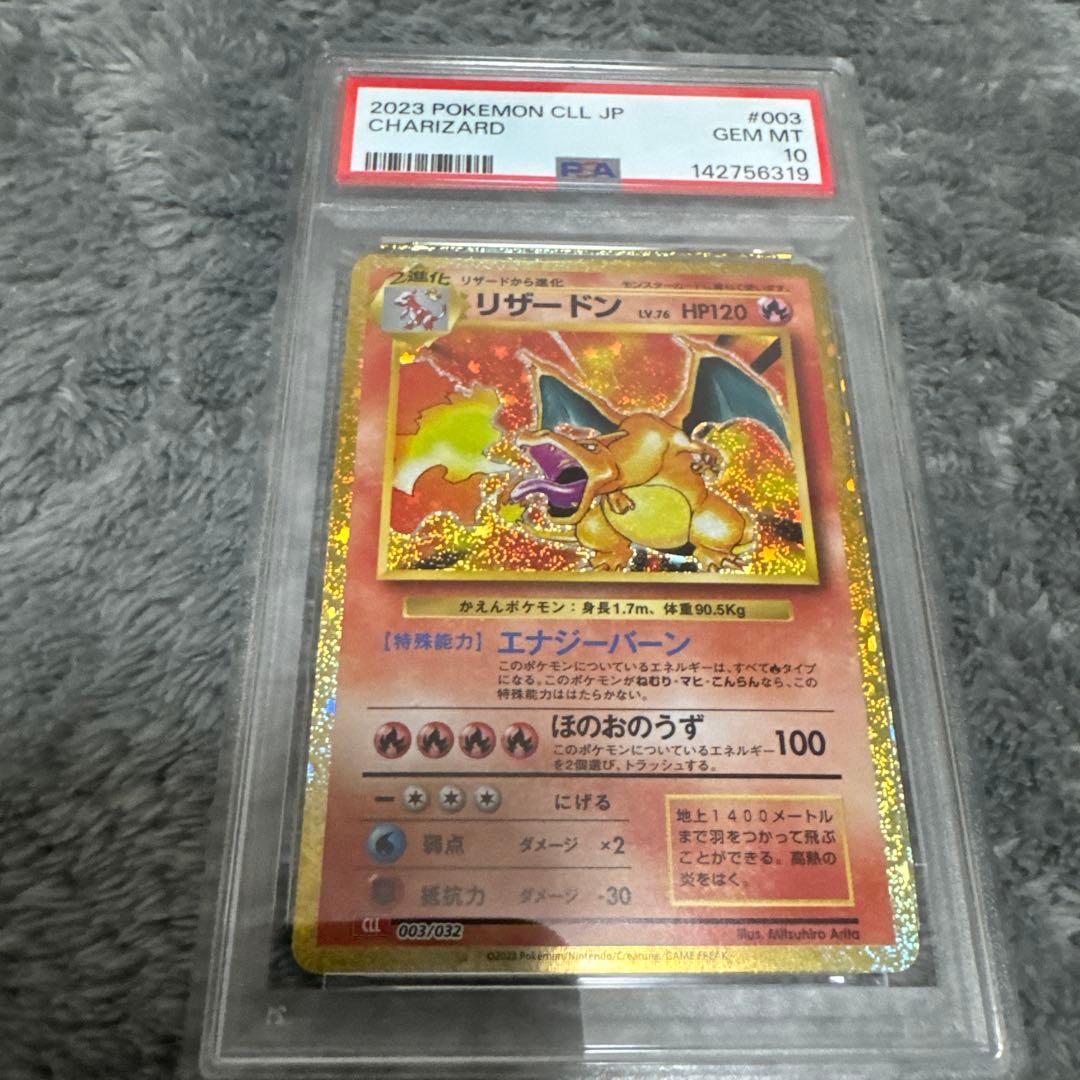 2023 POKEMON CLL JP #003
CHARIZARD GEM MT
10
PSA 142756319
2進化 リザードから進化
リザードン LV.76 HP120
かえんポケモン：身長1.7m、体重90.5Kg
[特殊能力] エナジーバーン
このポケモンについているエネルギーは、すべてタイプ
になる。このポケモンがねむり・マヒ・こんらんなら、この
特殊能力ははたらかない。
ほのおのうず 100
このポケモンについているエネルギー
を2個選び、トラッシュする。
にげる
弱点 ダメージ ×2
抵抗力 ダメージ -30
地上1400メートル
まで羽をつかって飛ぶ
ことができる。高熱の
炎をはく。
CLL 003/032
Illus. Mitsuhiro Arita
©2023 Pokémon/Nintendo/Creatures/GAME FREAK